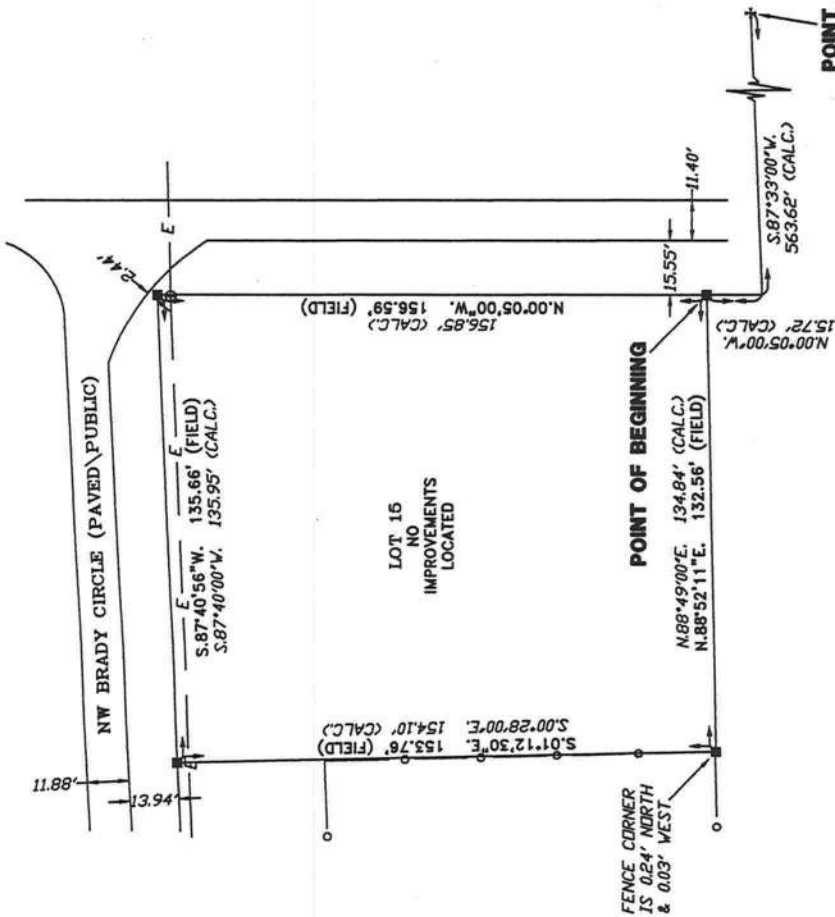 POINT
NW BRADY CIRCLE (PAVED\PUBLIC)
2.44'
E
11.40'
15.55'
11.88'
13.94'
S.87°40'56"W. 135.66' (FIELD)
S.87°40'00"W. 135.95' (CALC.)
E
E
E
N.00°05'00"W. 156.59' (FIELD)
156.85' (CALC.)
S.87°33'00"W.
563.62' (CALC.)
N.00°05'00"W.
15.72' (CALC.)
LOT 16
NO
IMPROVEMENTS
LOCATED
POINT OF BEGINNING
N.88°49'00"E. 134.84' (CALC.)
N.88°52'11"E. 132.56' (FIELD)
S.00°28'00"E. 154.10' (CALC.)
S.01°12'30"E. 153.76' (FIELD)
FENCE CORNER
IS 0.24' NORTH
& 0.03' WEST